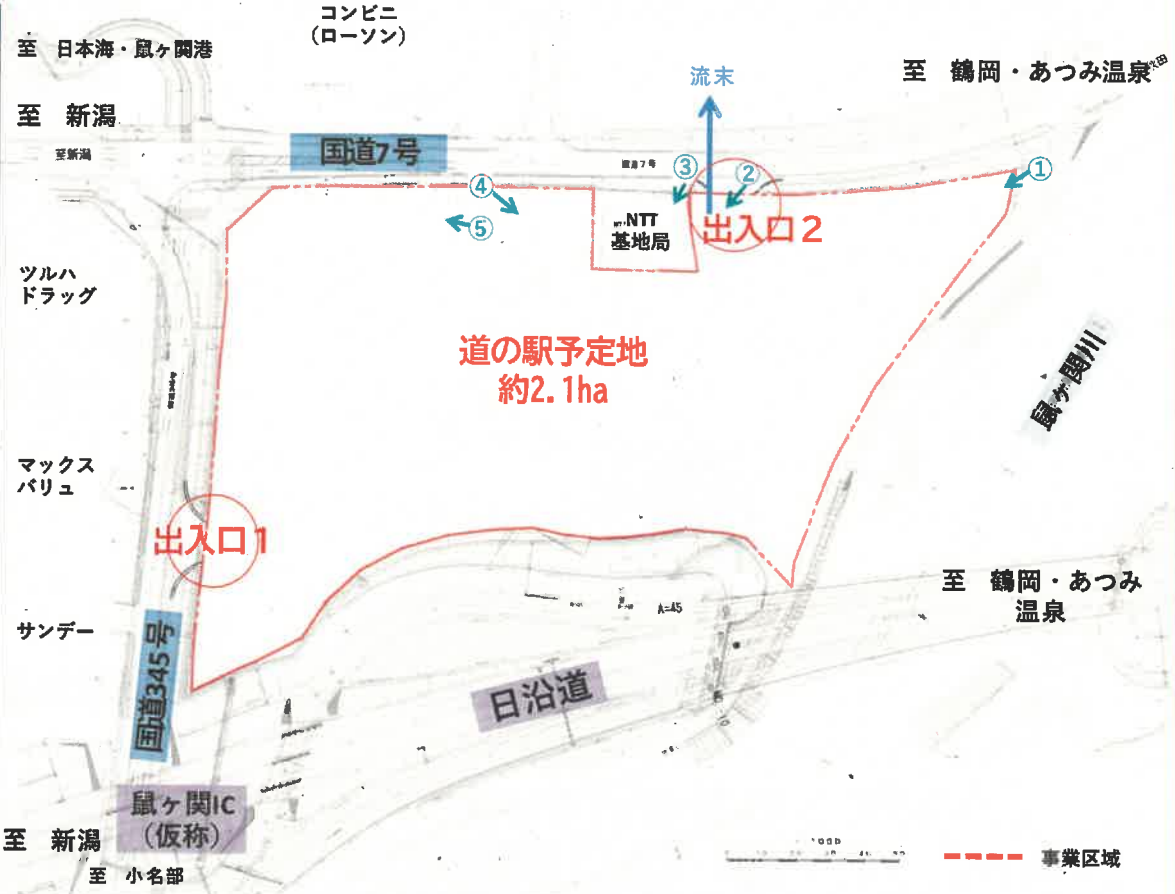 コンビニ
(ローソン)
至 日本海・鼠ヶ関港
至 鶴岡・あつみ温泉
流末
至 新潟
国道7号
至新潟
国道7号
③
②
①
④
⑤
NTT
基地局
出入口2
ツルハ
ドラッグ
道の駅予定地
約2.1ha
鼠ヶ関川
マックス
バリュ
出入口1
至 鶴岡・あつみ
温泉
A=45
サンデー
国道345号
日沿道
鼠ヶ関IC
(仮称)
至 新潟
事業区域
至 小名部